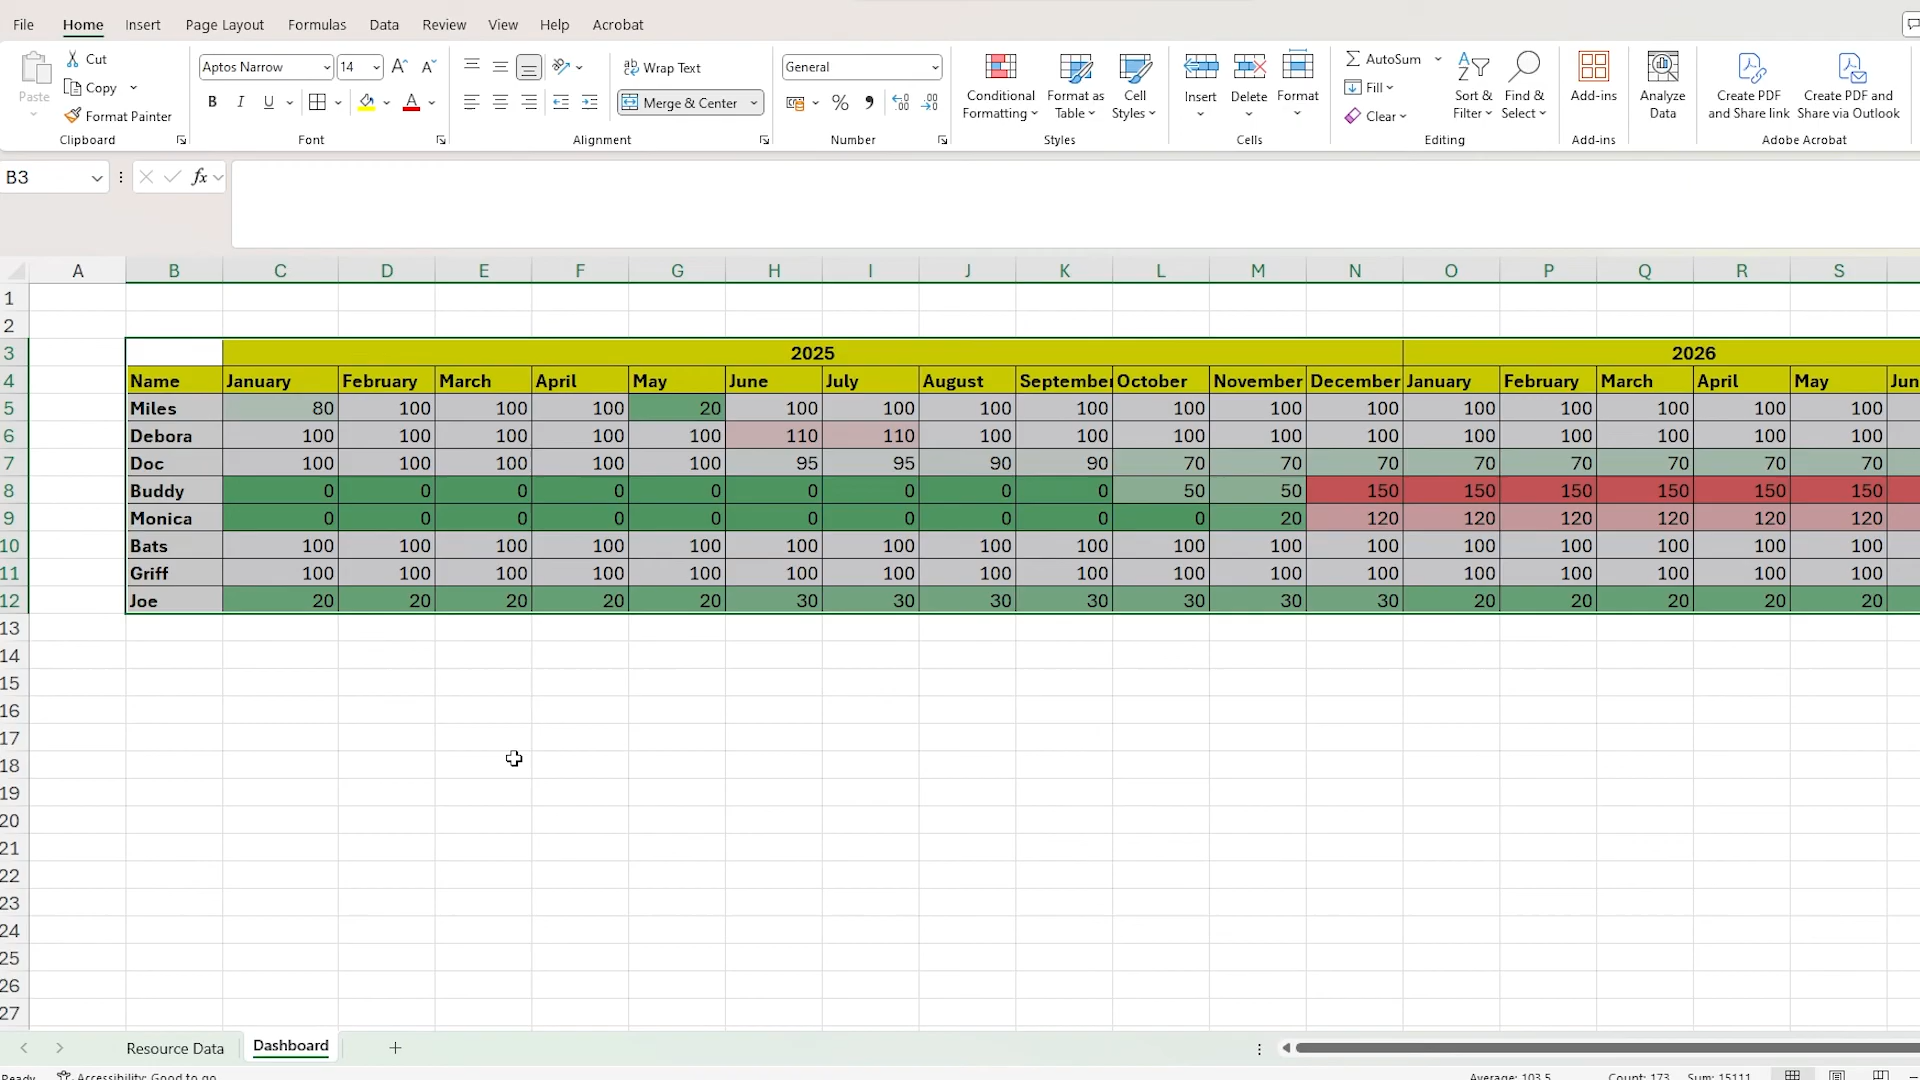 File Home Insert Page Layout Formulas Data Review View Help Acrobat
Paste Cut Copy Format Painter Clipboard
Aptos Narrow 14 A A B I U A Font
ab Wrap Text Merge & Center Alignment
General % 9 .00 Number
Conditional Formatting Format as Table Cell Styles Styles
Insert Delete Format Cells
AutoSum Fill Clear Sort & Filter Find & Select Editing
Add-ins Add-ins
Analyze Data
Create PDF and Share link Create PDF and Share via Outlook Adobe Acrobat
B3 fx
A B C D E F G H I J K L M N O P Q R S
1
2
3 2025 2026
4 Name January February March April May June July August September October November December January February March April May Jun
5 Miles 80 100 100 100 20 100 100 100 100 100 100 100 100 100 100 100 100
6 Debora 100 100 100 100 100 110 110 100 100 100 100 100 100 100 100 100 100
7 Doc 100 100 100 100 100 95 95 90 90 70 70 70 70 70 70 70 70
8 Buddy 0 0 0 0 0 0 0 0 0 50 50 150 150 150 150 150 150
9 Monica 0 0 0 0 0 0 0 0 0 0 20 120 120 120 120 120 120
10 Bats 100 100 100 100 100 100 100 100 100 100 100 100 100 100 100 100 100
11 Griff 100 100 100 100 100 100 100 100 100 100 100 100 100 100 100 100 100
12 Joe 20 20 20 20 20 30 30 30 30 30 30 30 20 20 20 20 20
13
14
15
16
17
18
19
20
21
22
23
24
25
26
27
Resource Data Dashboard +
Ready Accessibility: Good to go Average: 103.5 Count: 173 Sum: 15111